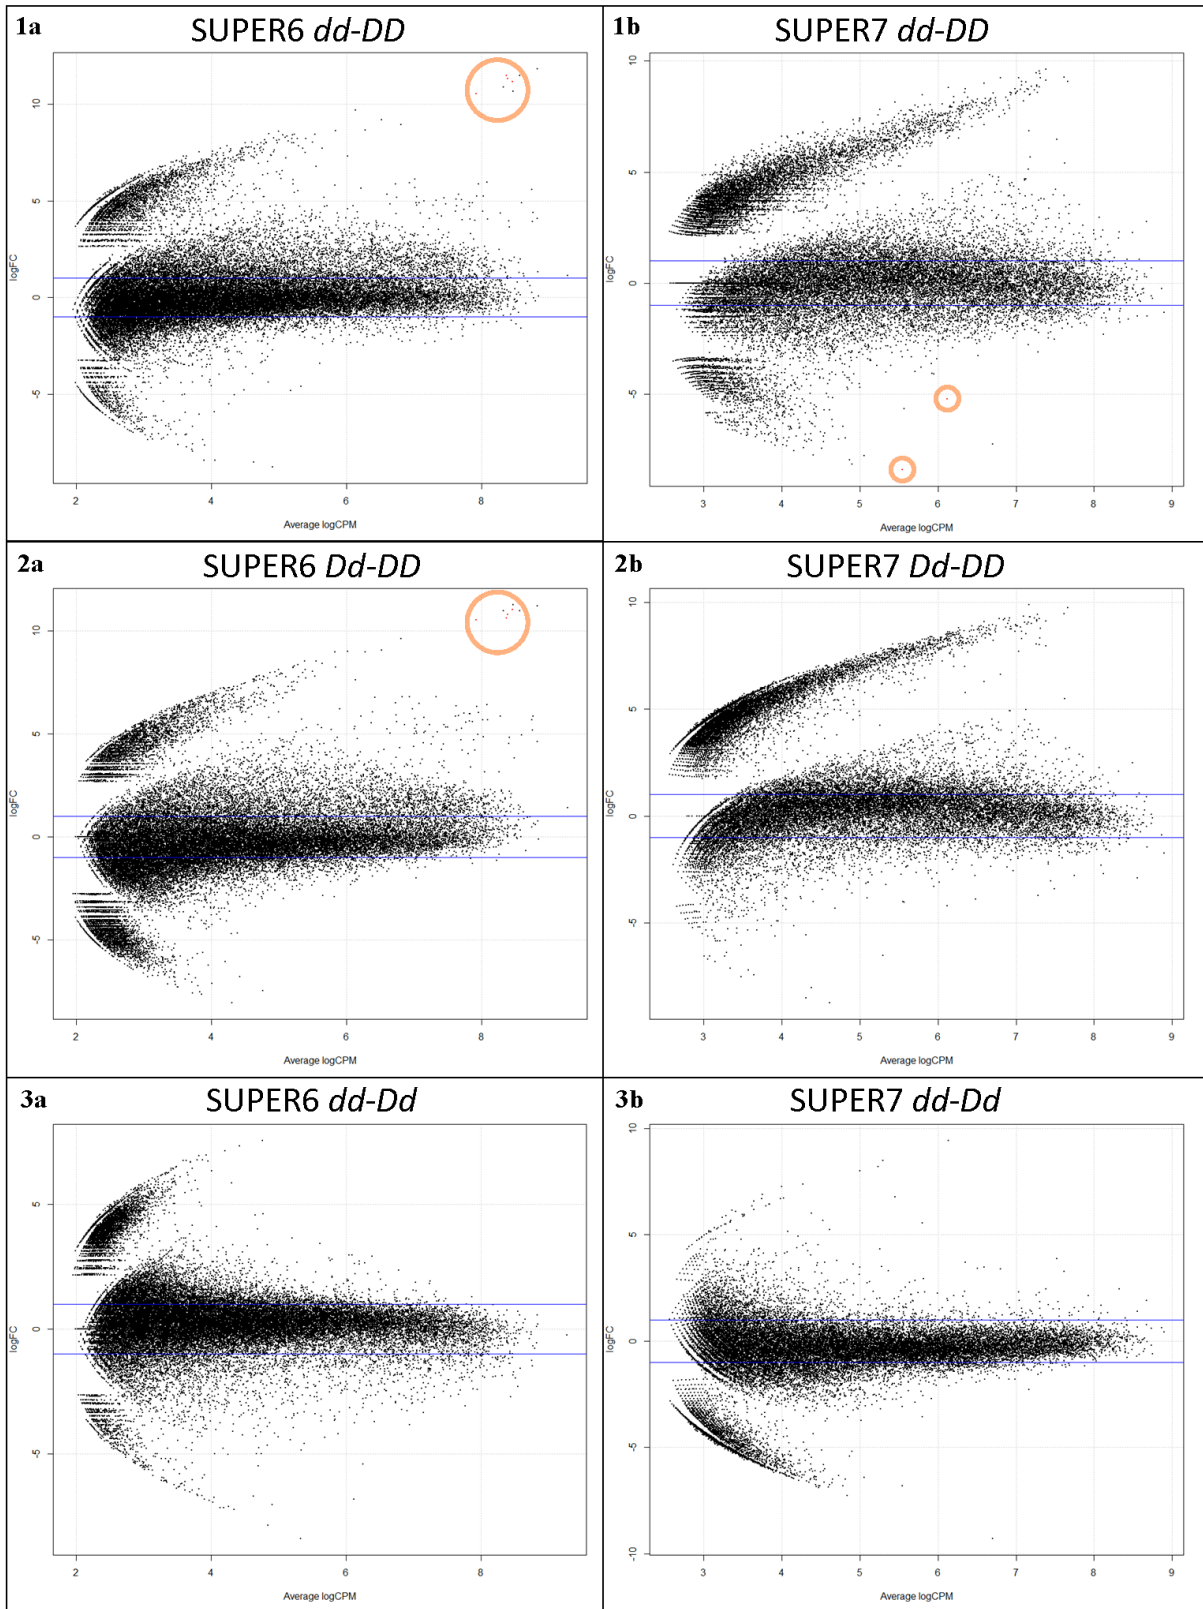 1a SUPER6 dd-DD
10
5
0
-5
logFC
2 4 6 8
Average logCPM
1b SUPER7 dd-DD
10
5
0
-5
logFC
3 4 5 6 7 8 9
Average logCPM
2a SUPER6 Dd-DD
10
5
0
-5
logFC
2 4 6 8
Average logCPM
2b SUPER7 Dd-DD
10
5
0
-5
logFC
3 4 5 6 7 8 9
Average logCPM
3a SUPER6 dd-Dd
5
0
-5
logFC
2 4 6 8
Average logCPM
3b SUPER7 dd-Dd
10
5
0
-5
-10
logFC
3 4 5 6 7 8 9
Average logCPM